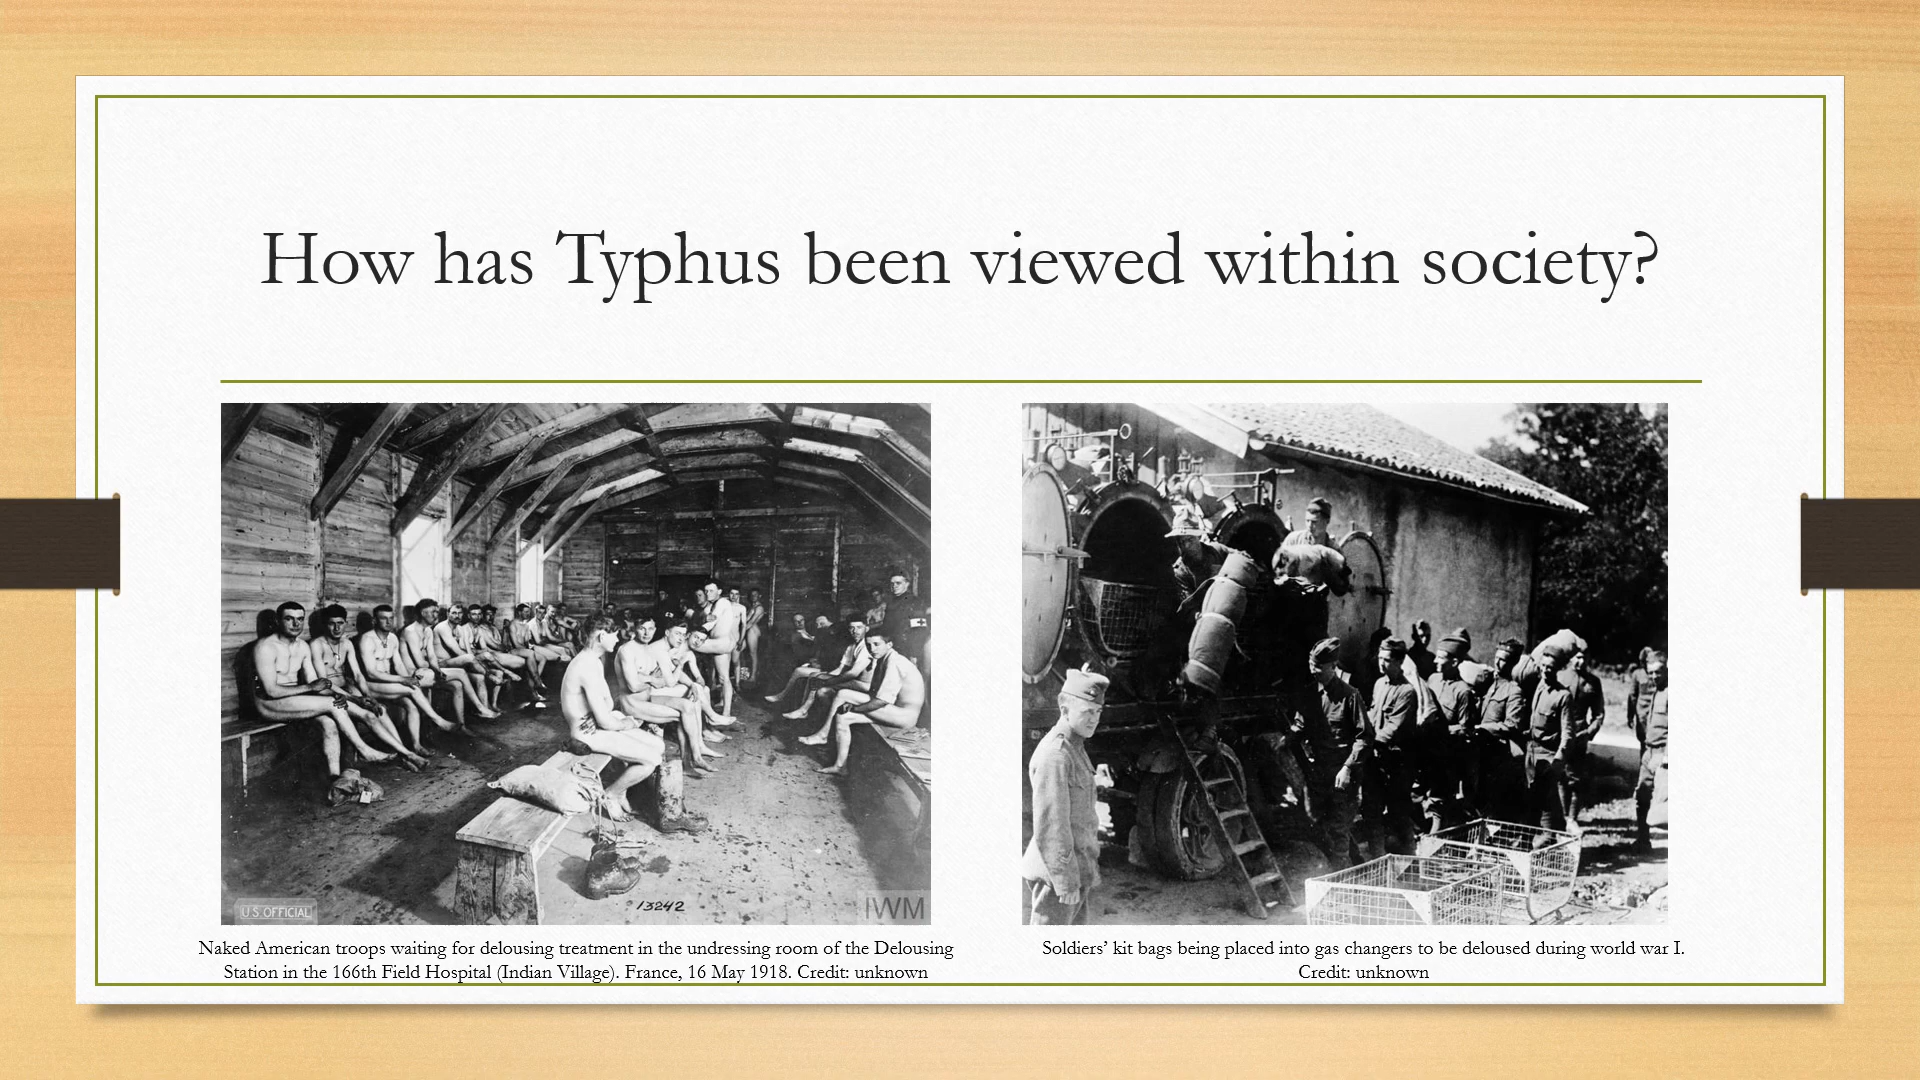 How has Typhus been viewed within society?
U.S. OFFICIAL
13242
IWM
Naked American troops waiting for delousing treatment in the undressing room of the Delousing
Station in the 166th Field Hospital (Indian Village). France, 16 May 1918. Credit: unknown
Soldiers’ kit bags being placed into gas changers to be deloused during world war I.
Credit: unknown